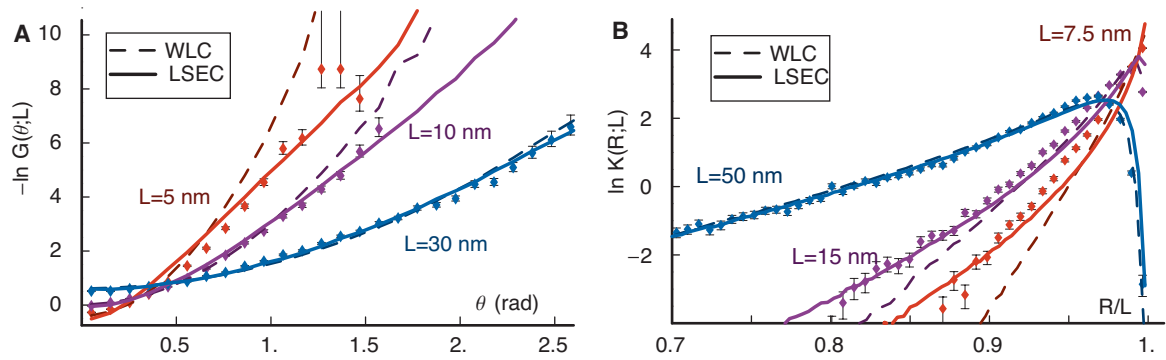 A
10
8
6
4
2
0
−ln G(θ;L)
WLC
LSEC
L=5 nm
L=10 nm
L=30 nm
θ (rad)
0.5
1.
1.5
2.
2.5
B
4
2
0
−2
ln K(R;L)
WLC
LSEC
L=7.5 nm
L=50 nm
L=15 nm
R/L
0.7
0.8
0.9
1.